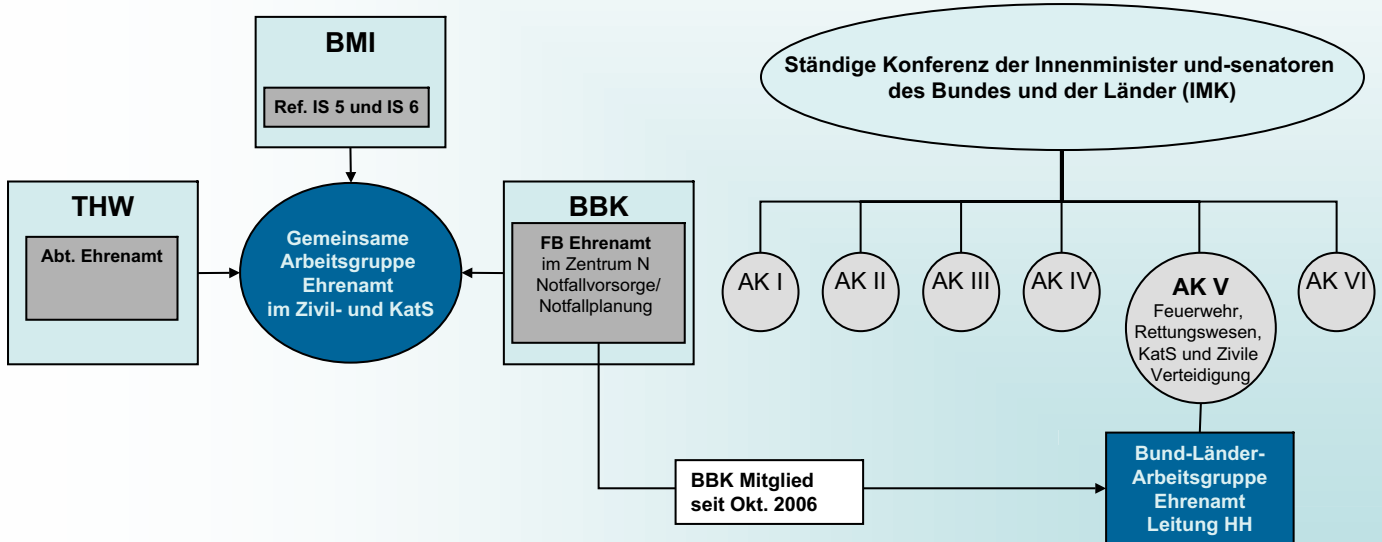 BMI
Ref. IS 5 und IS 6
THW
Abt. Ehrenamt
Gemeinsame
Arbeitsgruppe
Ehrenamt
im Zivil- und KatS
BBK
FB Ehrenamt
im Zentrum N
Notfallvorsorge/
Notfallplanung
Ständige Konferenz der Innenminister und-senatoren
des Bundes und der Länder (IMK)
AK I
AK II
AK III
AK IV
AK V
Feuerwehr,
Rettungswesen,
KatS und Zivile
Verteidigung
AK VI
BBK Mitglied
seit Okt. 2006
Bund-Länder-
Arbeitsgruppe
Ehrenamt
Leitung HH